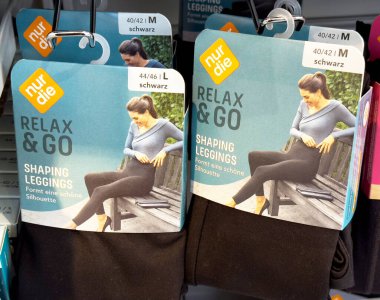 40/42 | M
schwarz
44/46 | L
schwarz
nur
die
RELAX
& GO
SHAPING
LEGGINGS
Formt eine schöne
Silhouette
40/42 | M
40/42 | M
schwarz
nur
die
RELAX
& GO
SHAPING
LEGGINGS
Formt eine schöne
Silhouette